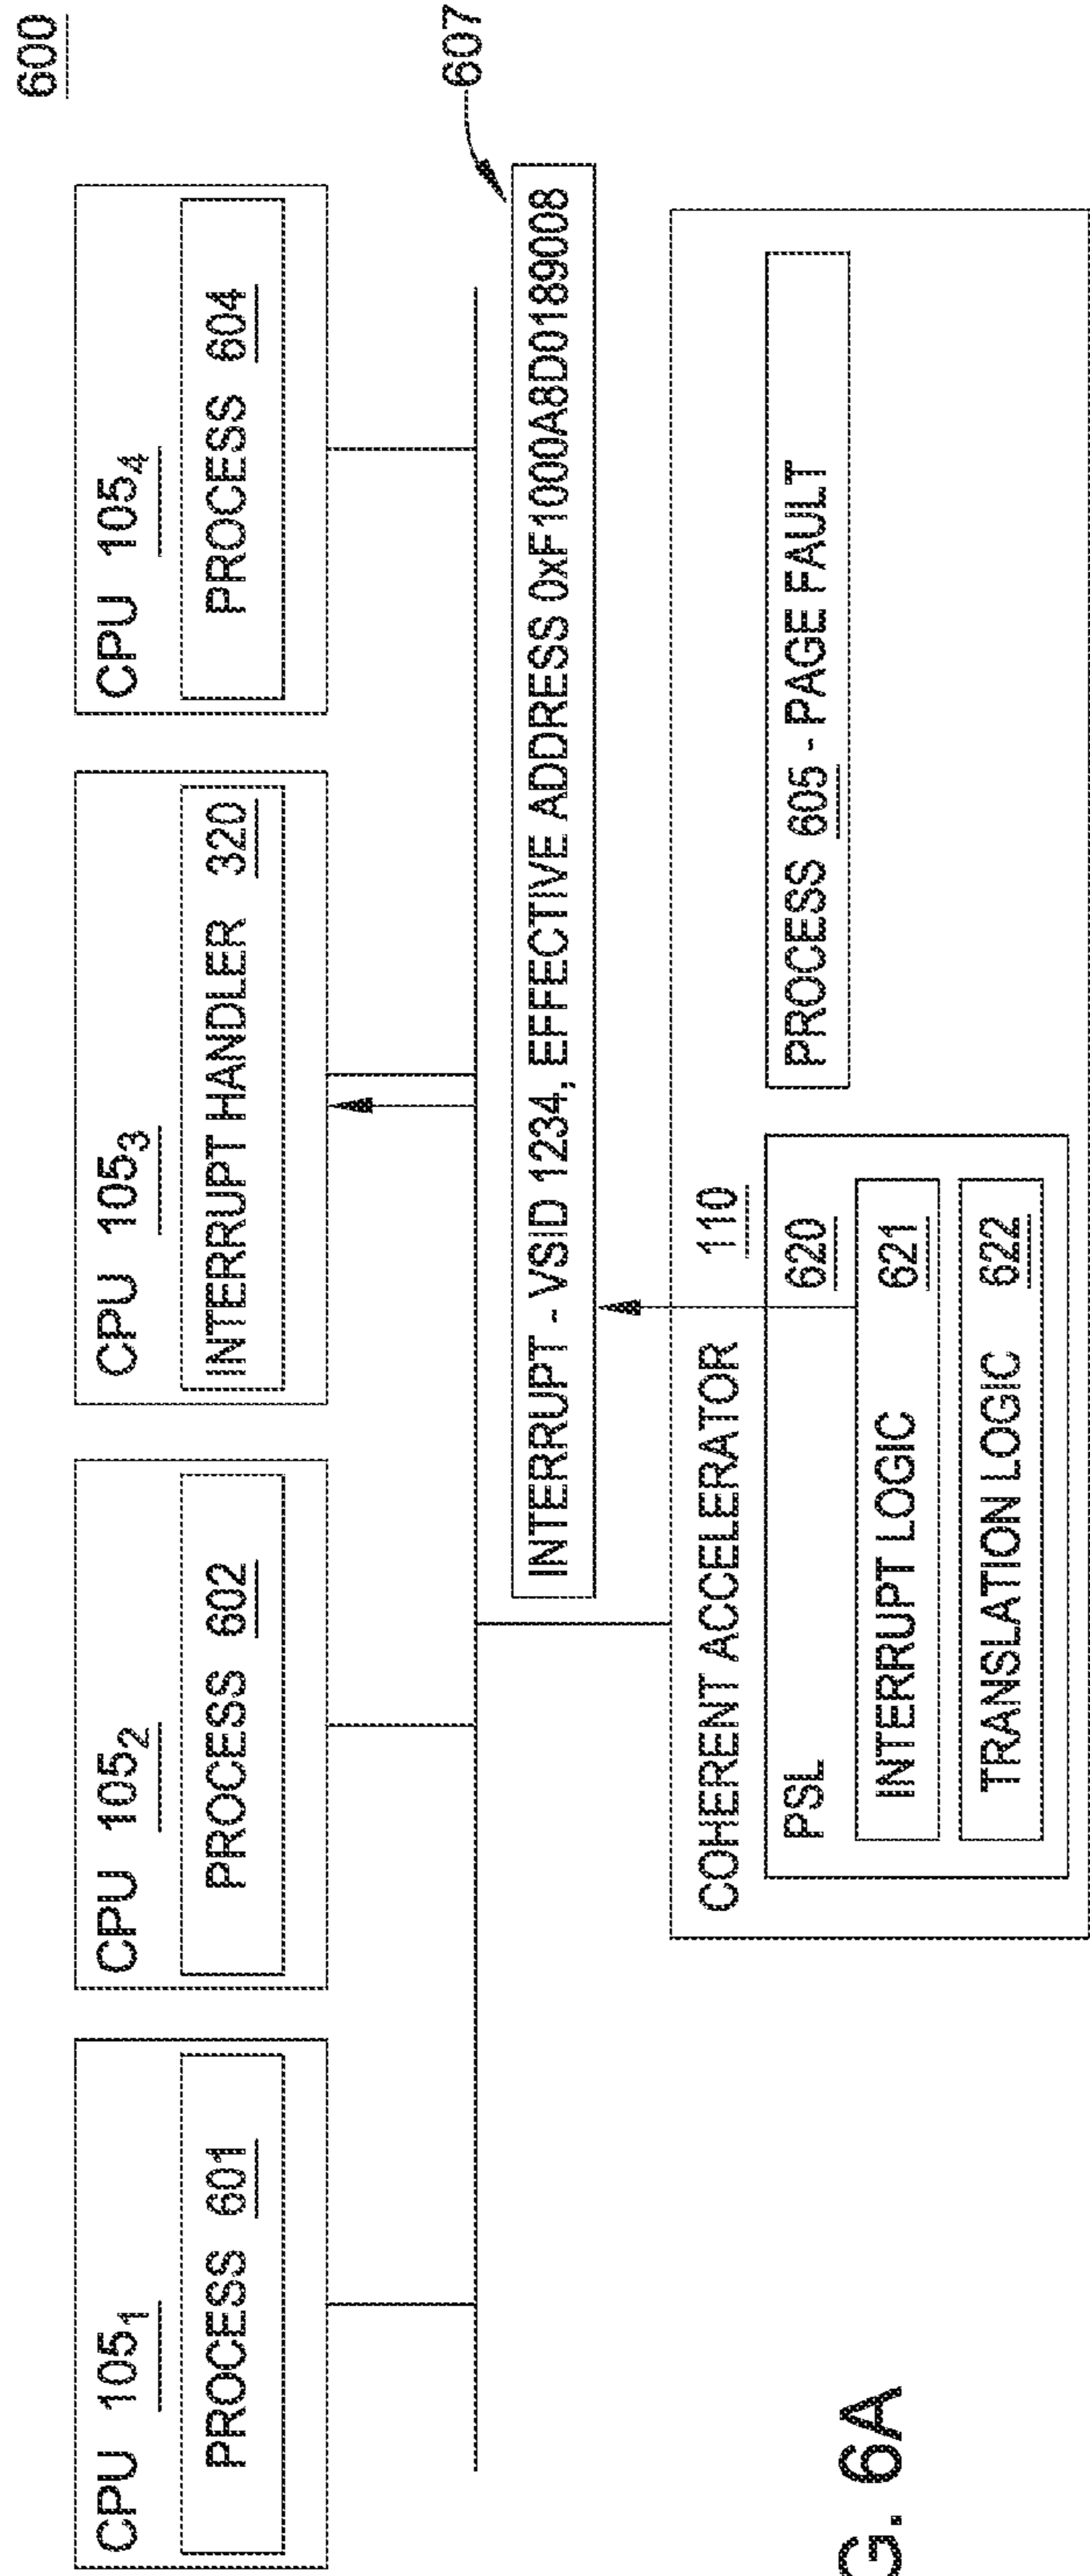 600
CPU 105₁
PROCESS 601
CPU 105₂
PROCESS 602
CPU 105₃
INTERRUPT HANDLER 320
CPU 105₄
PROCESS 604
607
INTERRUPT - VSID 1234, EFFECTIVE ADDRESS 0xF1000A8D0189008
COHERENT ACCELERATOR 110
PSL 620
INTERRUPT LOGIC 621
TRANSLATION LOGIC 622
PROCESS 605 - PAGE FAULT
G. 6A